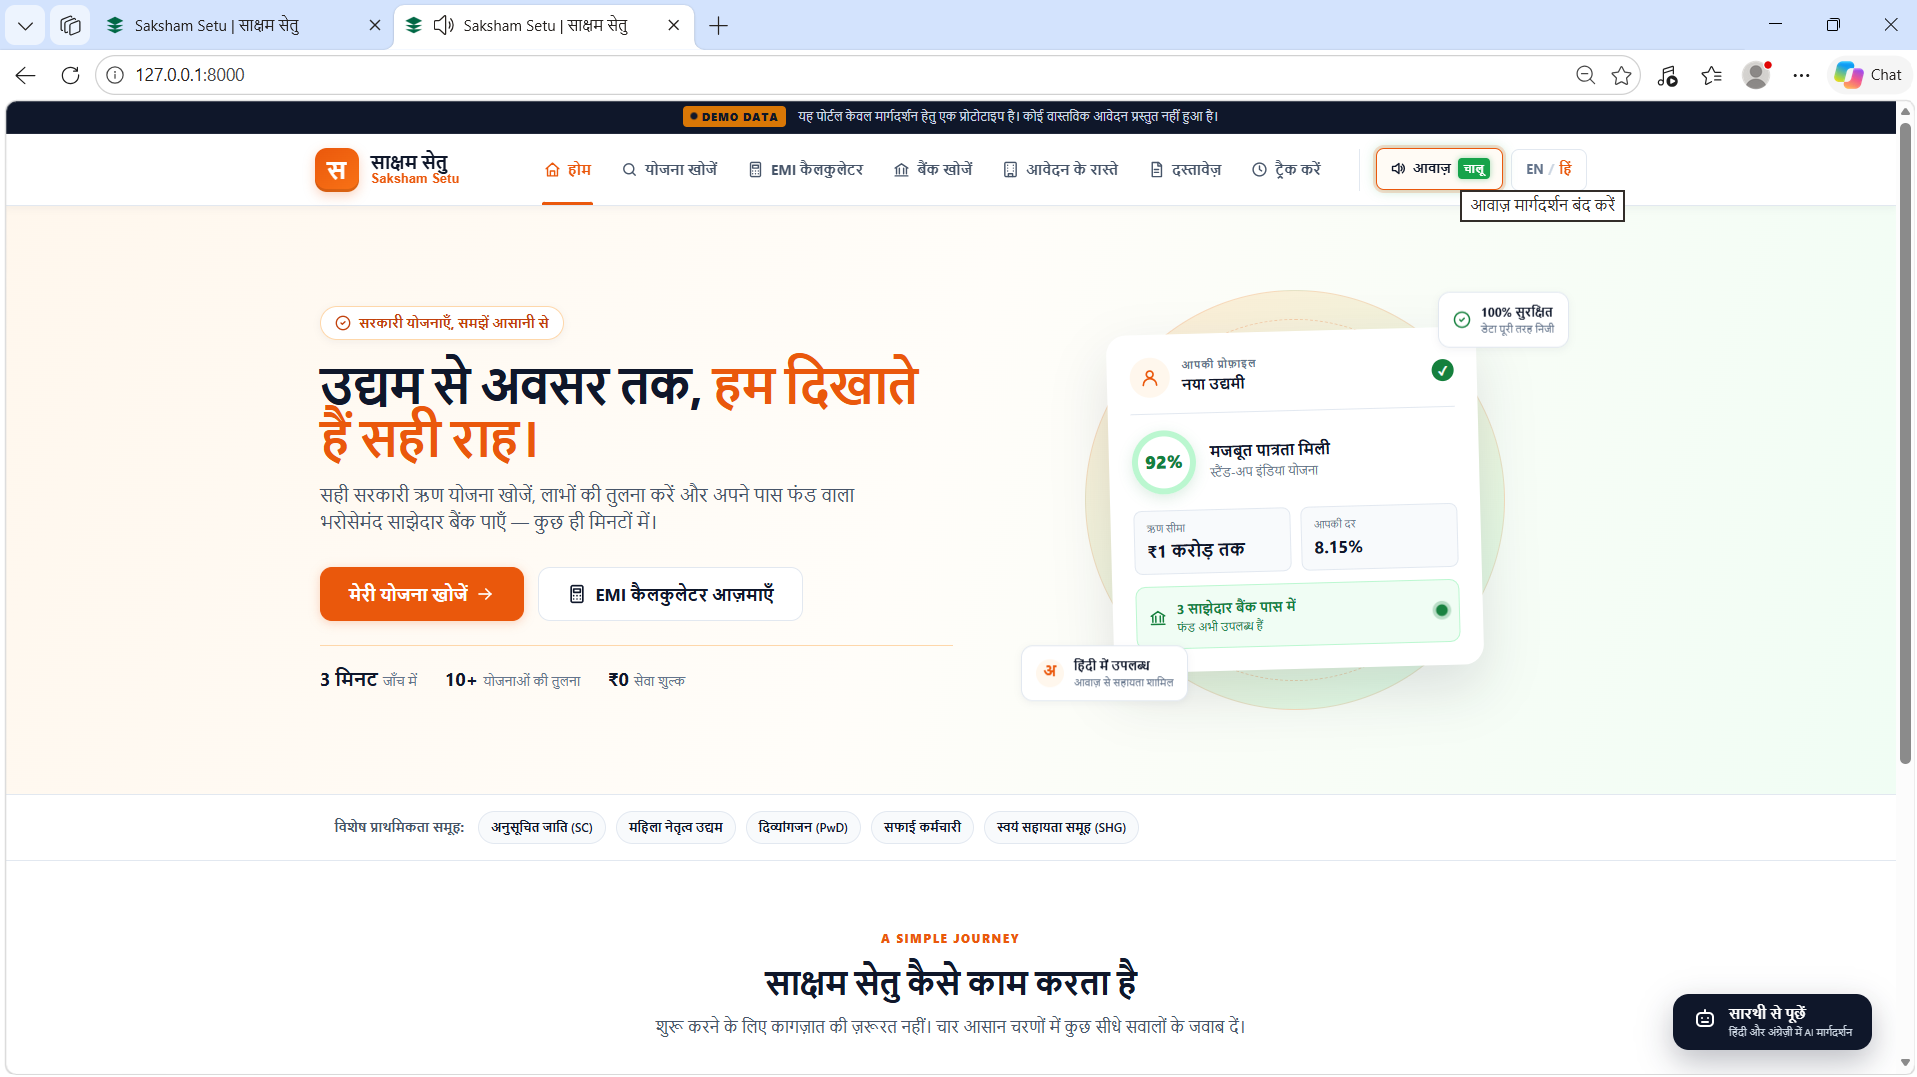 Saksham Setu | साक्षम सेतु
Saksham Setu | साक्षम सेतु
127.0.0.1:8000
Chat
DEMO DATA
यह पोर्टल केवल मार्गदर्शन हेतु एक प्रोटोटाइप है। कोई वास्तविक आवेदन प्रस्तुत नहीं हुआ है।
स
साक्षम सेतु
Saksham Setu
होम
योजना खोजें
EMI कैलकुलेटर
बैंक खोजें
आवेदन के रास्ते
दस्तावेज़
ट्रैक करें
आवाज़ चालू
EN / हिं
आवाज़ मार्गदर्शन बंद करें
सरकारी योजनाएँ, समझें आसानी से
उद्यम से अवसर तक, हम दिखाते
हैं सही राह।
सही सरकारी ऋण योजना खोजें, लाभों की तुलना करें और अपने पास फंड वाला
भरोसेमंद साझेदार बैंक पाएँ — कुछ ही मिनटों में।
मेरी योजना खोजें →
EMI कैलकुलेटर आज़माएँ
3 मिनट जाँच में
10+ योजनाओं की तुलना
₹0 सेवा शुल्क
100% सुरक्षित
डेटा पूरी तरह निजी
आपकी प्रोफ़ाइल
नया उद्यमी
92%
मजबूत पात्रता मिली
स्टैंड-अप इंडिया योजना
ऋण सीमा
₹1 करोड़ तक
आपकी दर
8.15%
3 साझेदार बैंक पास में
फंड अभी उपलब्ध हैं
अ
हिंदी में उपलब्ध
आवाज़ से सहायता शामिल
विशेष प्राथमिकता समूह:
अनुसूचित जाति (SC)
महिला नेतृत्व उद्यम
दिव्यांगजन (PwD)
सफाई कर्मचारी
स्वयं सहायता समूह (SHG)
A SIMPLE JOURNEY
साक्षम सेतु कैसे काम करता है
शुरू करने के लिए कागज़ात की ज़रूरत नहीं। चार आसान चरणों में कुछ सीधे सवालों के जवाब दें।
सारथी से पूछें
हिंदी और अंग्रेज़ी में AI मार्गदर्शन